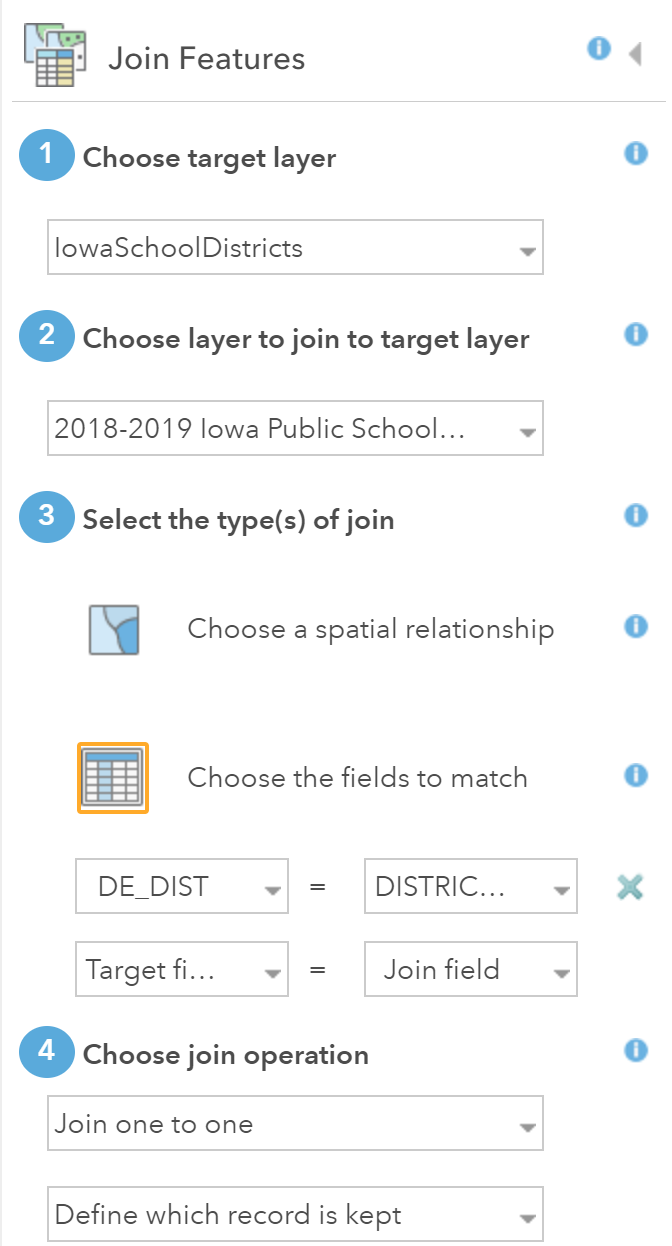 Join Features
1 Choose target layer
IowaSchoolDistricts
2 Choose layer to join to target layer
2018-2019 Iowa Public School...
3 Select the type(s) of join
Choose a spatial relationship
Choose the fields to match
DE_DIST = DISTRIC...
Target fi... = Join field
4 Choose join operation
Join one to one
Define which record is kept